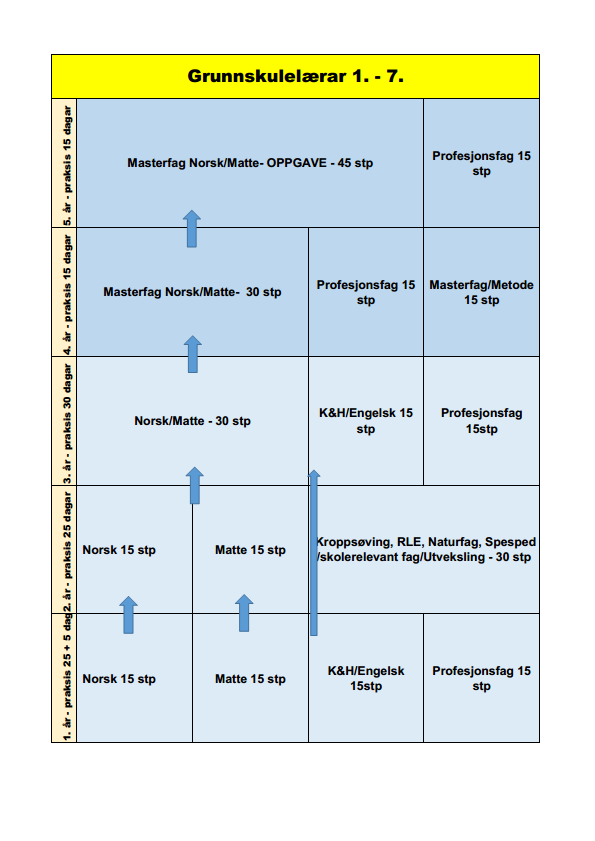 Grunnskulelærar 1. - 7.
5. år - praksis 15 dagar
Masterfag Norsk/Matte- OPPGAVE - 45 stp
Profesjonsfag 15
stp
4. år - praksis 15 dagar
Masterfag Norsk/Matte- 30 stp
Profesjonsfag 15
stp
Masterfag/Metode
15 stp
3. år - praksis 30 dagar
Norsk/Matte - 30 stp
K&H/Engelsk 15
stp
Profesjonsfag
15stp
2. år - praksis 25 dagar
Norsk 15 stp
Matte 15 stp
Kroppsøving, RLE, Naturfag, Spesped
/skolerelevant fag/Utveksling - 30 stp
1. år - praksis 25 + 5 dag
Norsk 15 stp
Matte 15 stp
K&H/Engelsk
15stp
Profesjonsfag 15
stp